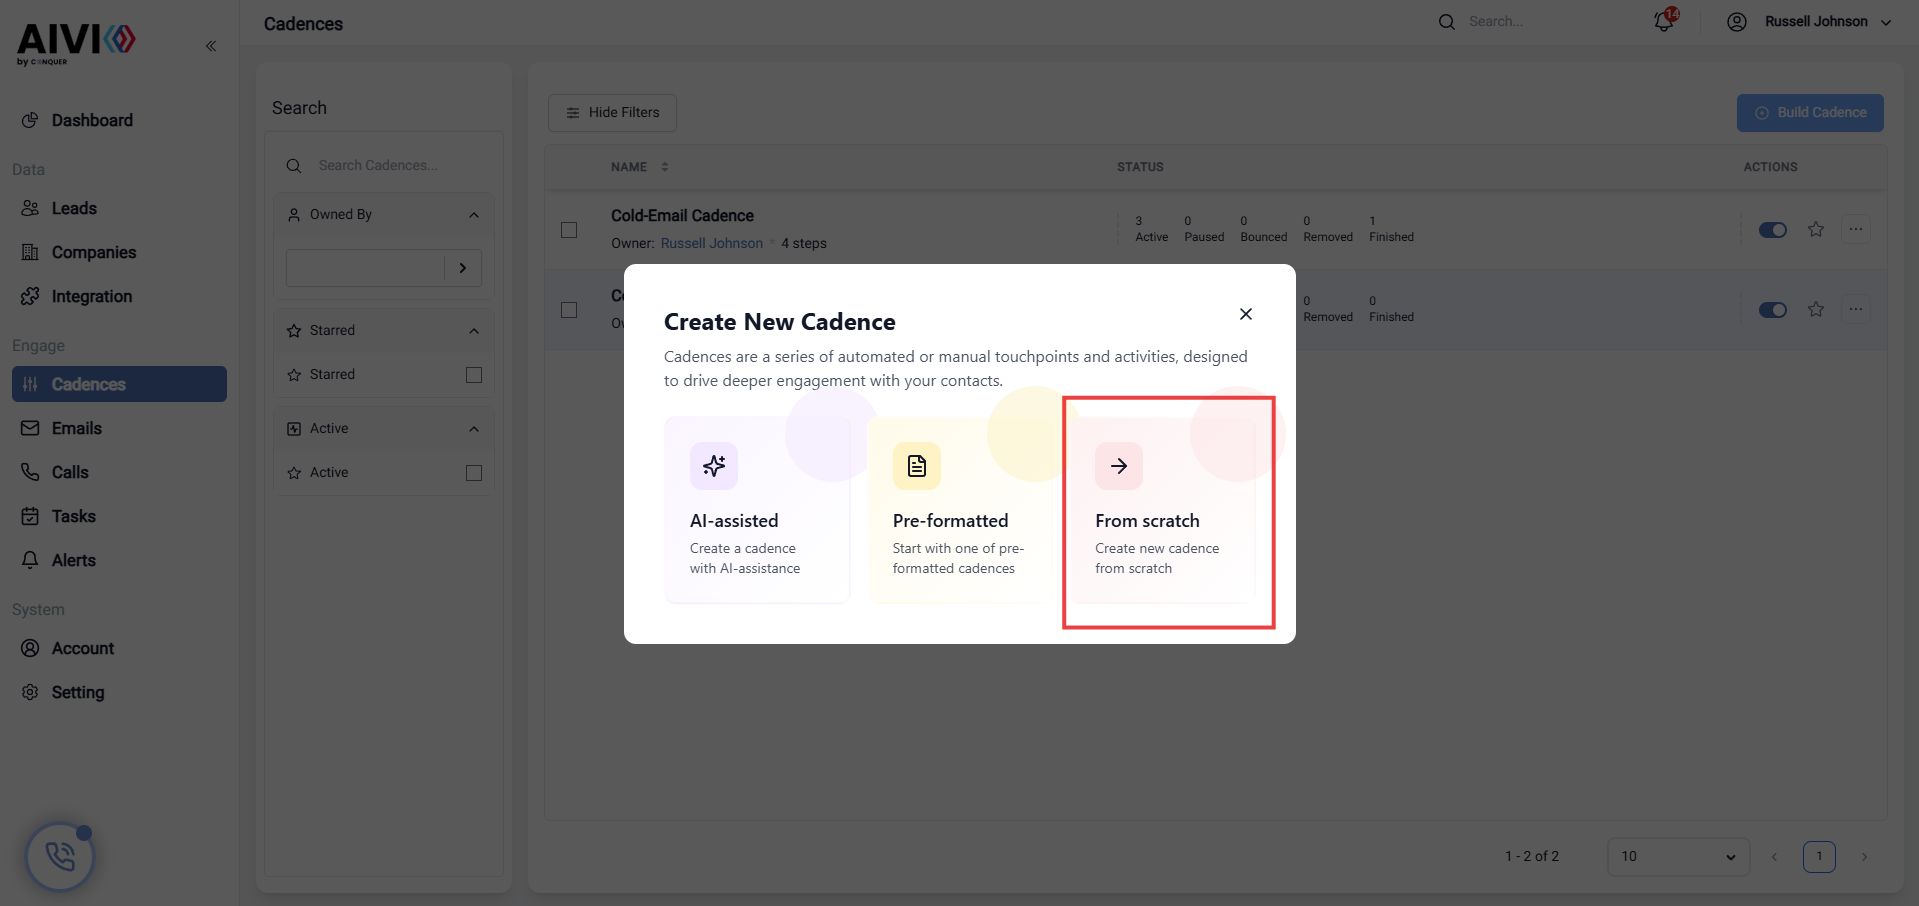 AIVI
by CONQUER
Cadences
Search...
14
Russell Johnson
Dashboard
Data
Leads
Companies
Integration
Engage
Cadences
Emails
Calls
Tasks
Alerts
System
Account
Setting
Search
Search Cadences...
Owned By
Starred
Starred
Active
Active
Hide Filters
Build Cadence
NAME
STATUS
ACTIONS
Cold-Email Cadence
Owner: Russell Johnson 4 steps
3 0 0 0 1
Active Paused Bounced Removed Finished
0 0
Removed Finished
Create New Cadence
Cadences are a series of automated or manual touchpoints and activities, designed
to drive deeper engagement with your contacts.
AI-assisted
Create a cadence
with AI-assistance
Pre-formatted
Start with one of pre-
formatted cadences
From scratch
Create new cadence
from scratch
1 - 2 of 2
10
1